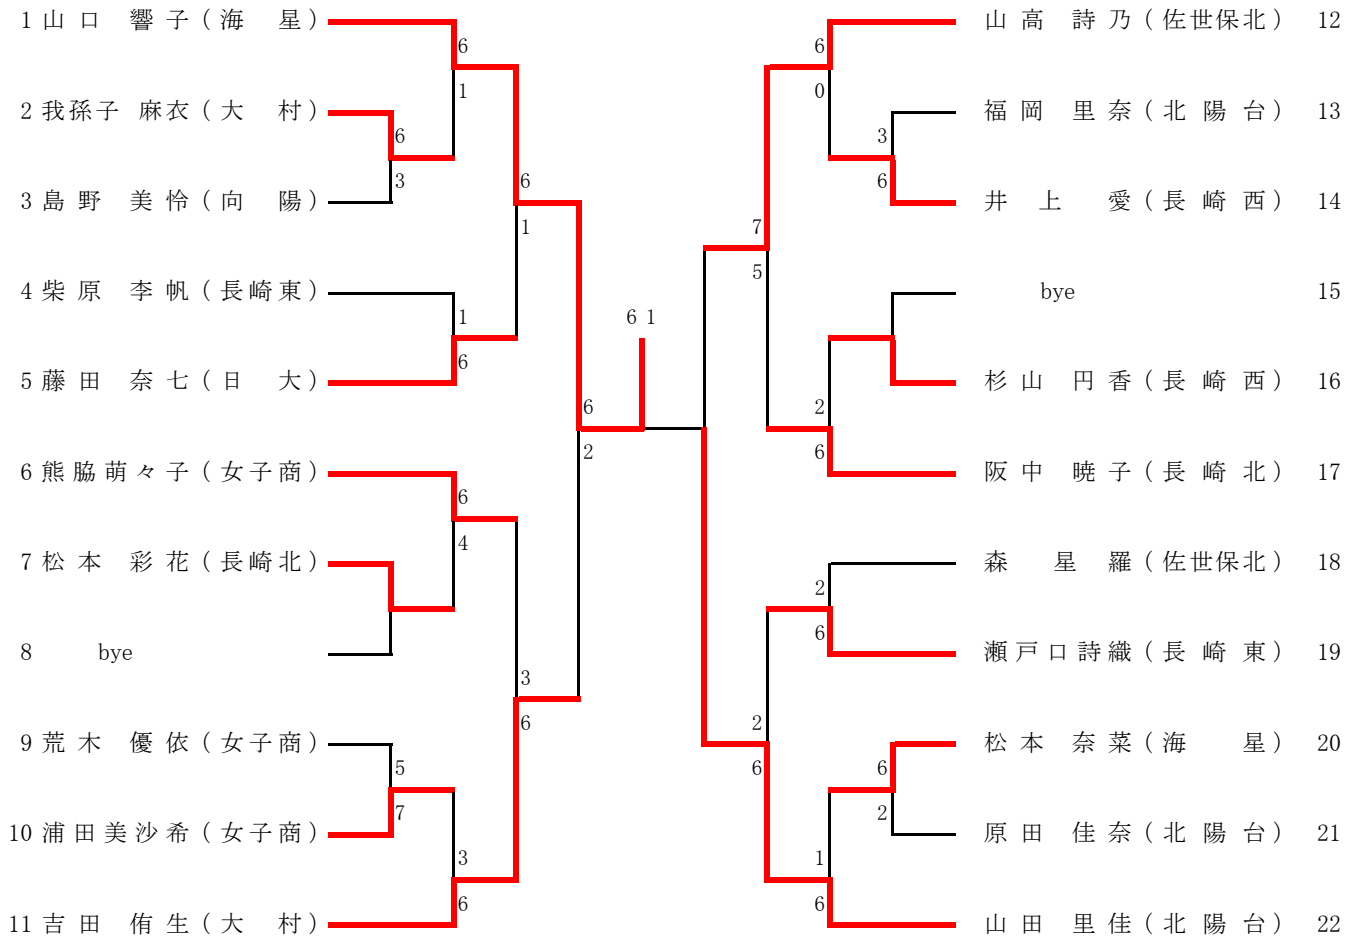 1 山口 響子(海 星)
6
1
2 我孫子 麻衣(大 村)
6
3
3 島野 美怜(向 陽)
6
1
4 柴原 李帆(長崎東)
1
6
5 藤田 奈七(日 大)
6
2
6 熊脇萌々子(女子商)
6
4
7 松本 彩花(長崎北)
8 bye
3
6
9 荒木 優依(女子商)
5
7
10 浦田美沙希(女子商)
3
6
11 吉田 侑生(大 村)
6 1
山高 詩乃(佐世保北) 12
6
0
福岡 里奈(北陽台) 13
3
6
井上 愛(長崎西) 14
7
5
bye 15
杉山 円香(長崎西) 16
2
6
阪中 暁子(長崎北) 17
森 星羅(佐世保北) 18
2
6
瀬戸口詩織(長崎東) 19
2
6
松本 奈菜(海 星) 20
6
2
原田 佳奈(北陽台) 21
1
6
山田 里佳(北陽台) 22